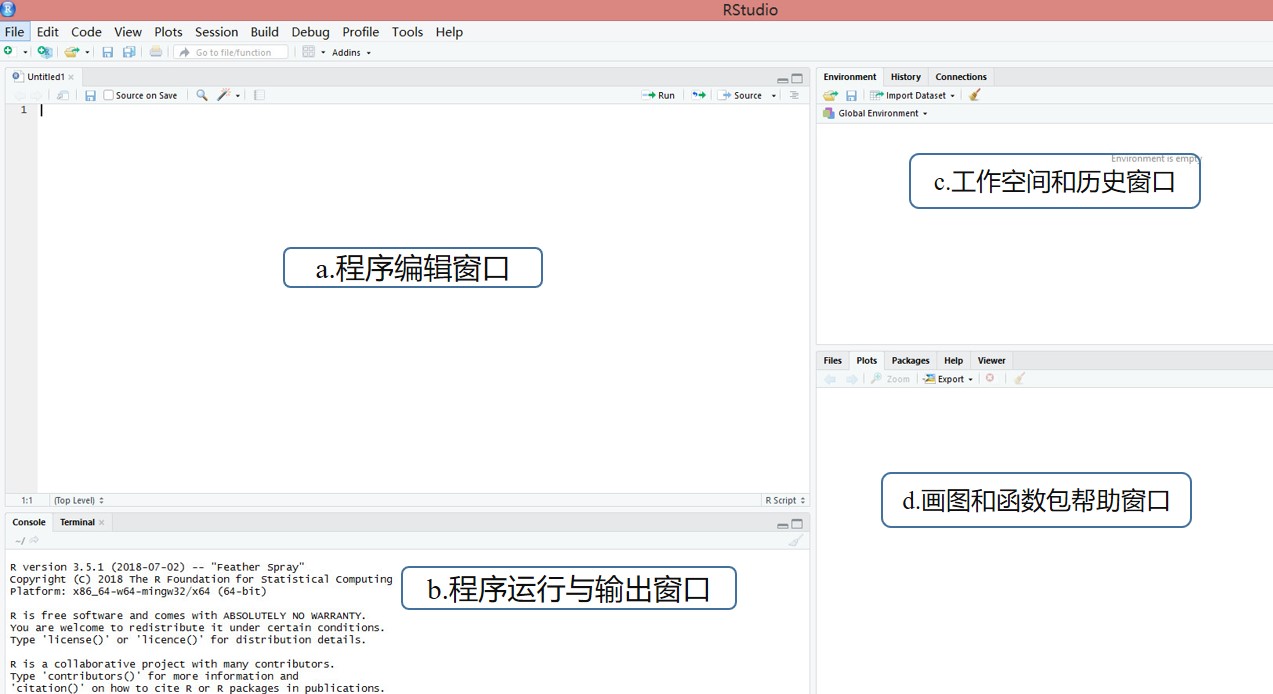 RStudio
File Edit Code View Plots Session Build Debug Profile Tools Help
Go to file/function Addins
Untitled1
Source on Save Run Source
1
a.程序编辑窗口
1:1 (Top Level) R Script
Console Terminal
~/
R version 3.5.1 (2018-07-02) -- "Feather Spray"
Copyright (C) 2018 The R Foundation for Statistical Computing
Platform: x86_64-w64-mingw32/x64 (64-bit)
R is free software and comes with ABSOLUTELY NO WARRANTY.
You are welcome to redistribute it under certain conditions.
Type 'license()' or 'licence()' for distribution details.
R is a collaborative project with many contributors.
Type 'contributors()' for more information and
'citation()' on how to cite R or R packages in publications.
b.程序运行与输出窗口
Environment History Connections
Import Dataset
Global Environment
Environment is empty
c.工作空间和历史窗口
Files Plots Packages Help Viewer
Zoom Export
d.画图和函数包帮助窗口